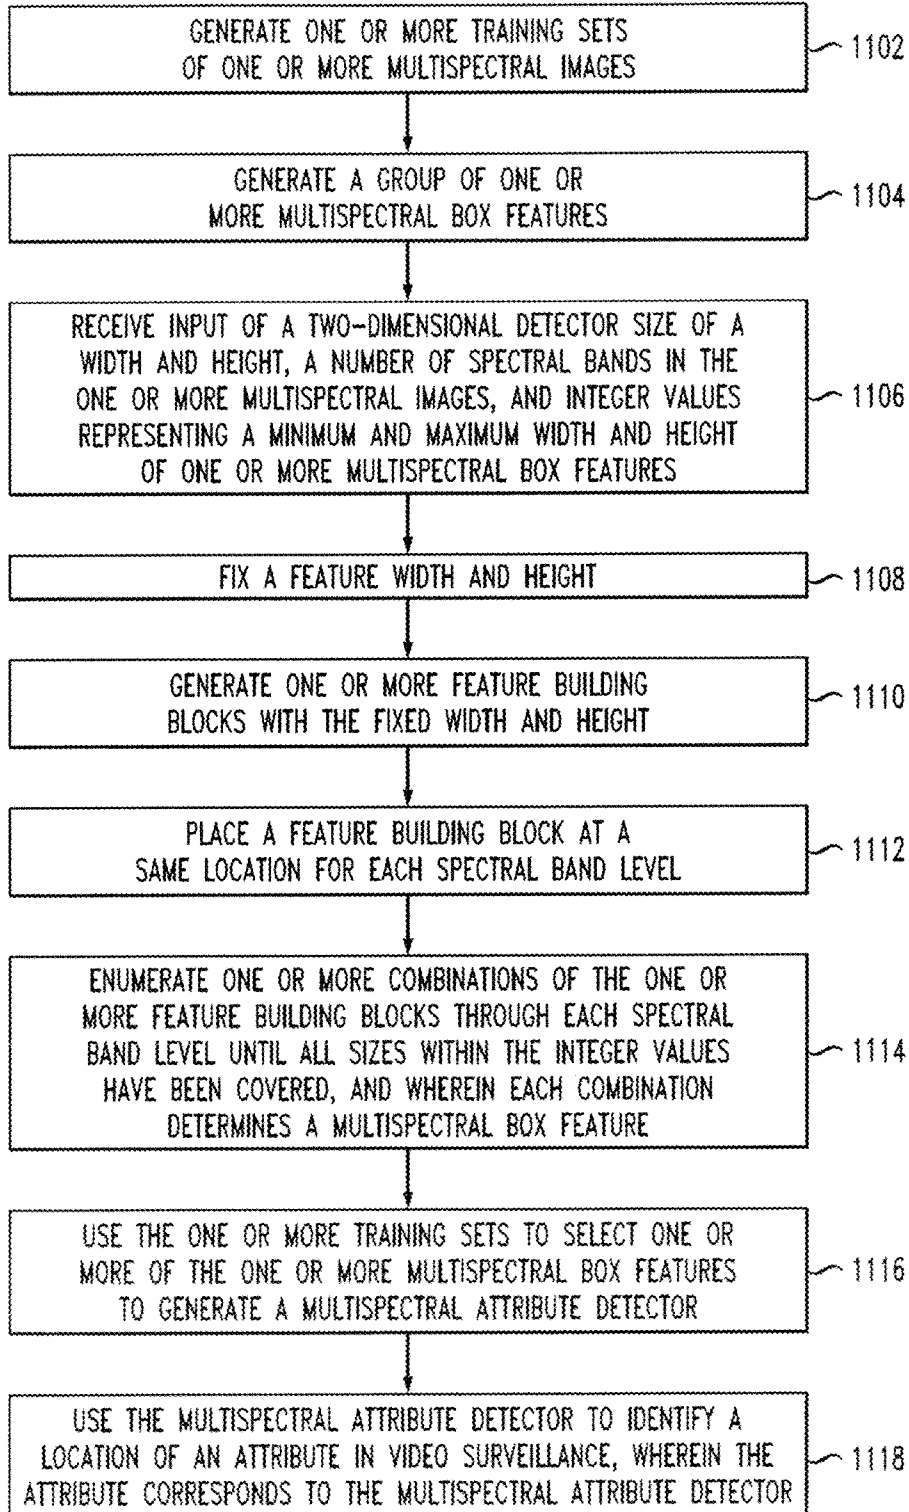 GENERATE ONE OR MORE TRAINING SETS
OF ONE OR MORE MULTISPECTRAL IMAGES
1102
GENERATE A GROUP OF ONE OR
MORE MULTISPECTRAL BOX FEATURES
1104
RECEIVE INPUT OF A TWO-DIMENSIONAL DETECTOR SIZE OF A
WIDTH AND HEIGHT, A NUMBER OF SPECTRAL BANDS IN THE
ONE OR MORE MULTISPECTRAL IMAGES, AND INTEGER VALUES
REPRESENTING A MINIMUM AND MAXIMUM WIDTH AND HEIGHT
OF ONE OR MORE MULTISPECTRAL BOX FEATURES
1106
FIX A FEATURE WIDTH AND HEIGHT
1108
GENERATE ONE OR MORE FEATURE BUILDING
BLOCKS WITH THE FIXED WIDTH AND HEIGHT
1110
PLACE A FEATURE BUILDING BLOCK AT A
SAME LOCATION FOR EACH SPECTRAL BAND LEVEL
1112
ENUMERATE ONE OR MORE COMBINATIONS OF THE ONE OR
MORE FEATURE BUILDING BLOCKS THROUGH EACH SPECTRAL
BAND LEVEL UNTIL ALL SIZES WITHIN THE INTEGER VALUES
HAVE BEEN COVERED, AND WHEREIN EACH COMBINATION
DETERMINES A MULTISPECTRAL BOX FEATURE
1114
USE THE ONE OR MORE TRAINING SETS TO SELECT ONE OR
MORE OF THE ONE OR MORE MULTISPECTRAL BOX FEATURES
TO GENERATE A MULTISPECTRAL ATTRIBUTE DETECTOR
1116
USE THE MULTISPECTRAL ATTRIBUTE DETECTOR TO IDENTIFY A
LOCATION OF AN ATTRIBUTE IN VIDEO SURVEILLANCE, WHEREIN THE
ATTRIBUTE CORRESPONDS TO THE MULTISPECTRAL ATTRIBUTE DETECTOR
1118